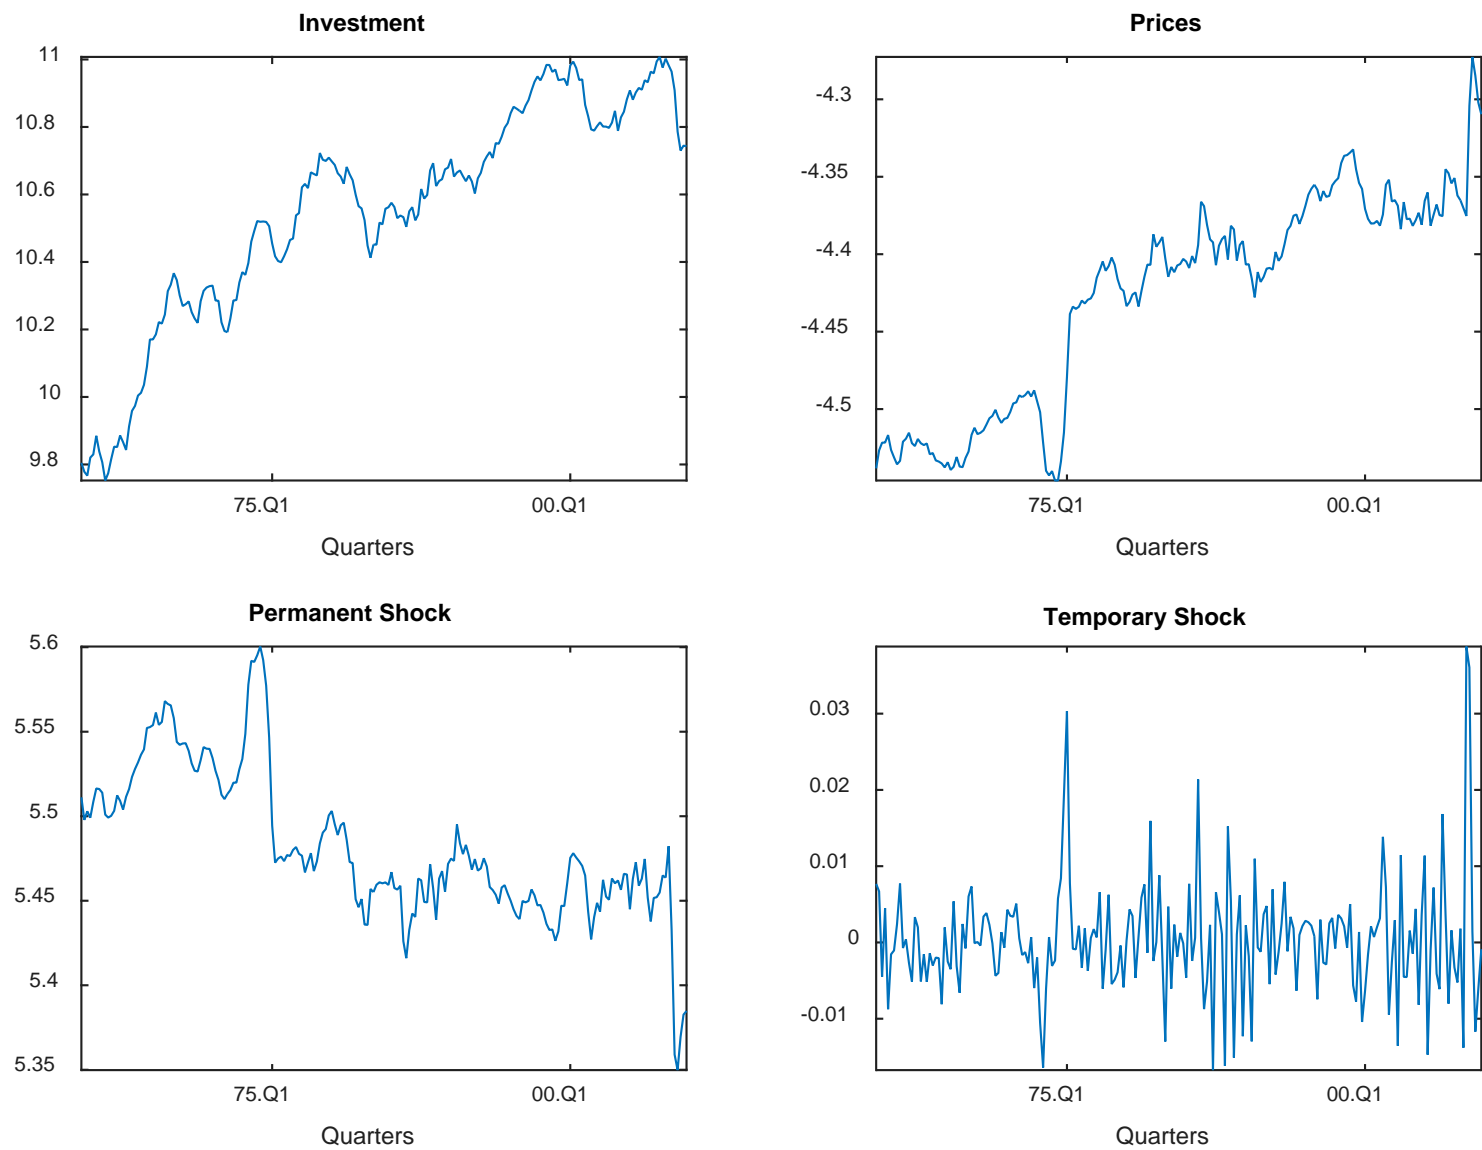 Investment
11
10.8
10.6
10.4
10.2
10
9.8
75.Q1 00.Q1
Quarters
Prices
-4.3
-4.35
-4.4
-4.45
-4.5
75.Q1 00.Q1
Quarters
Permanent Shock
5.6
5.55
5.5
5.45
5.4
5.35
75.Q1 00.Q1
Quarters
Temporary Shock
0.03
0.02
0.01
0
-0.01
75.Q1 00.Q1
Quarters